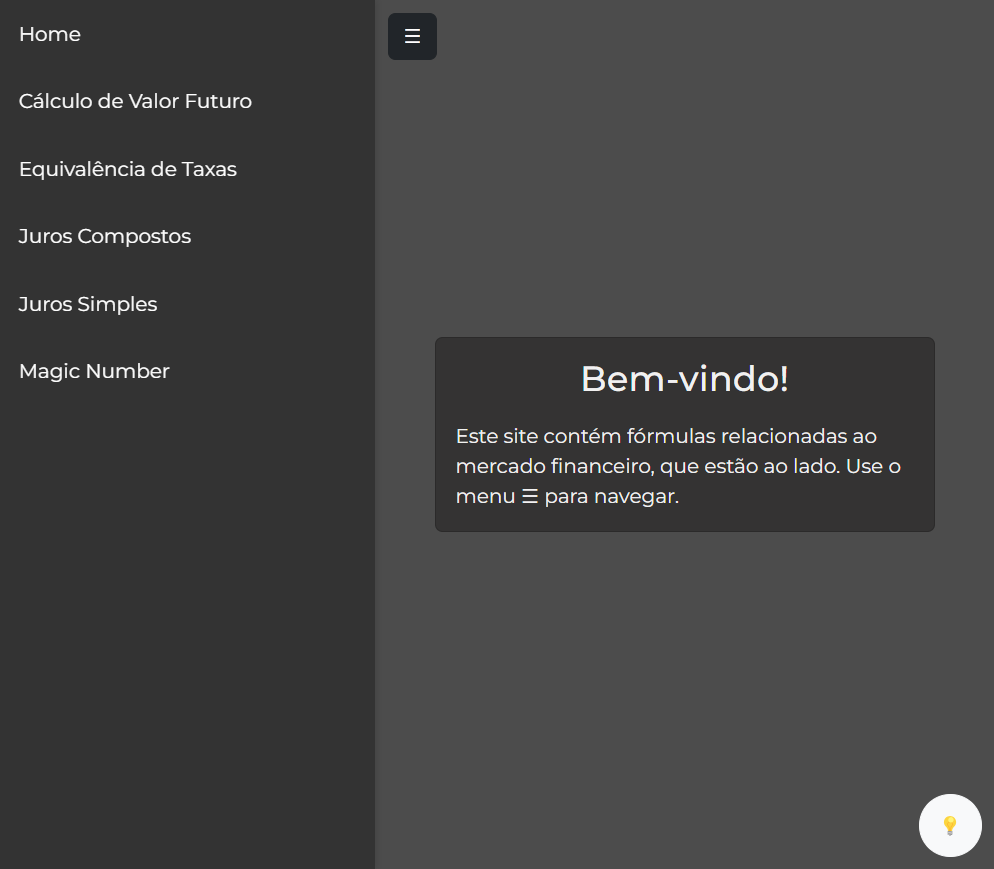 Home
Cálculo de Valor Futuro
Equivalência de Taxas
Juros Compostos
Juros Simples
Magic Number
☰
Bem-vindo!
Este site contém fórmulas relacionadas ao
mercado financeiro, que estão ao lado. Use o
menu ☰ para navegar.